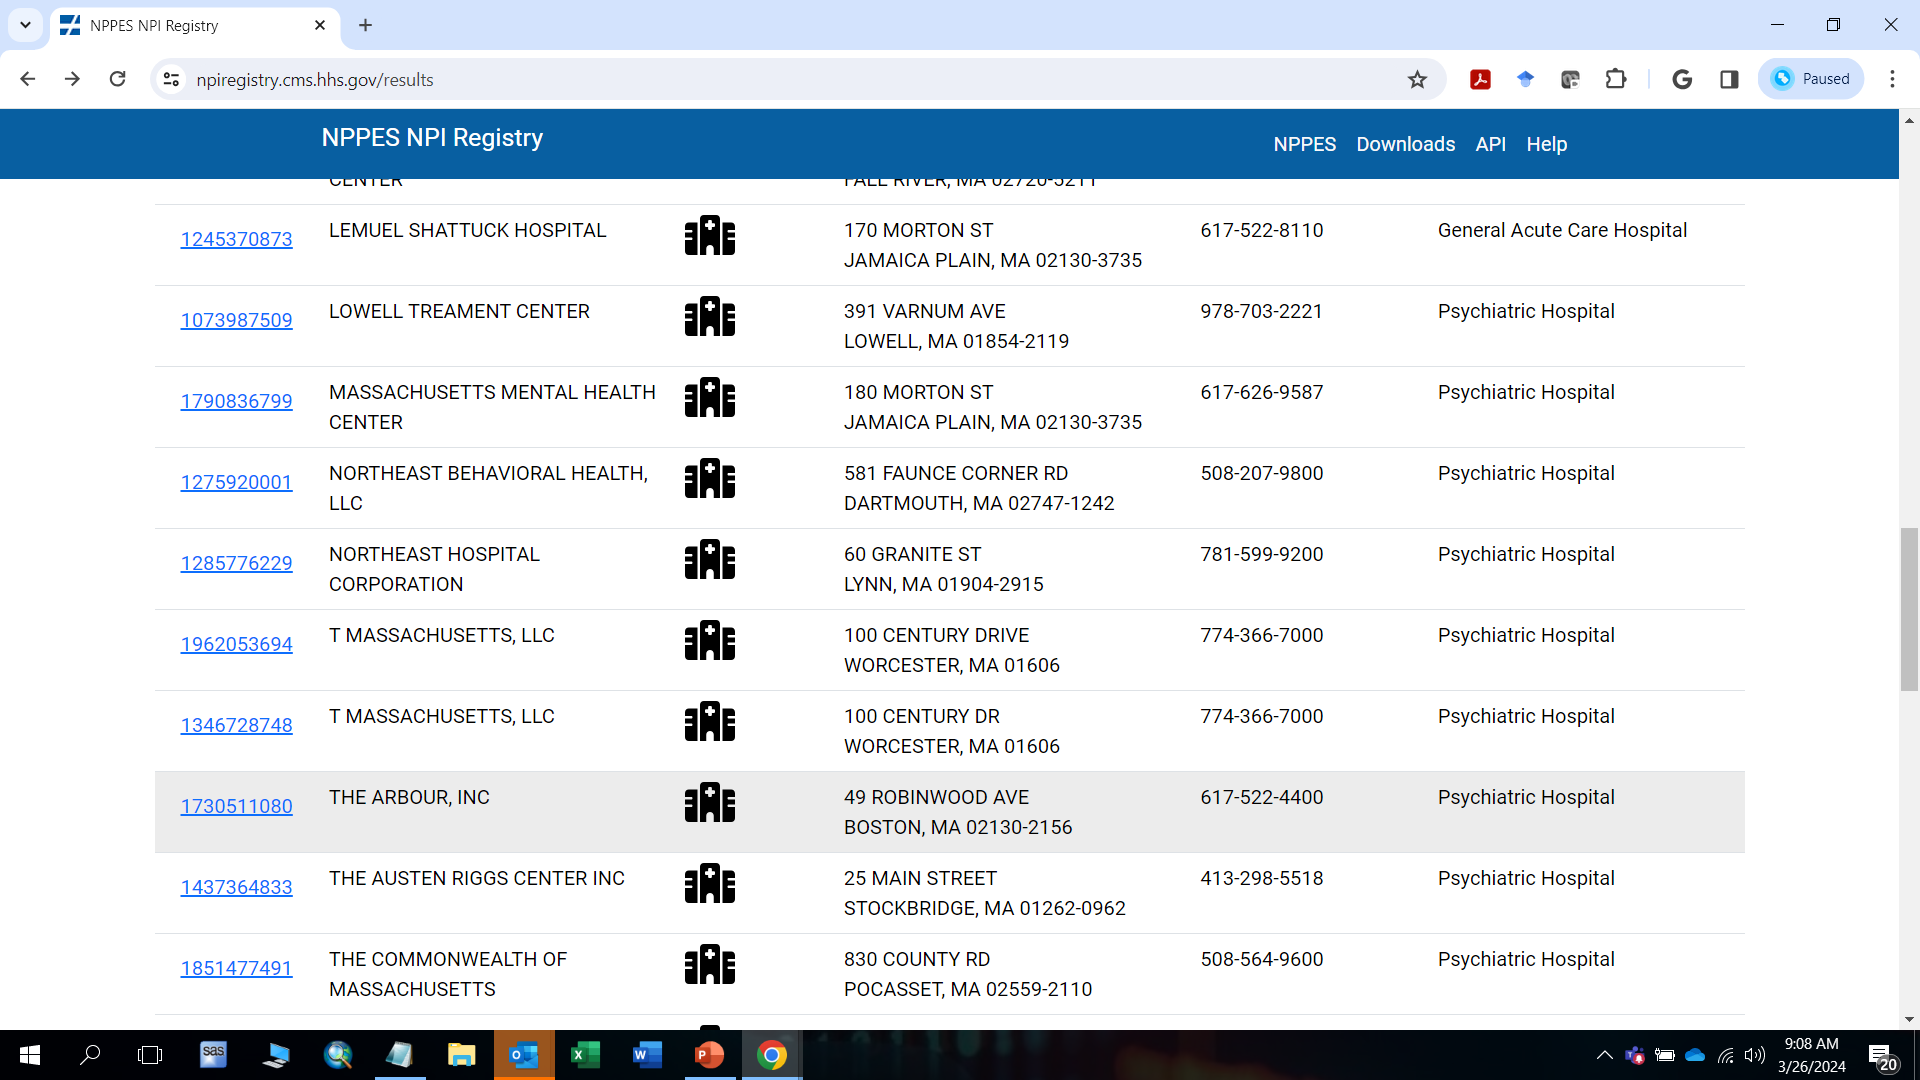 NPPES NPI Registry
npiregistry.cms.hhs.gov/results
Paused
NPPES NPI Registry
NPPES Downloads API Help
CENTER FALL RIVER, MA 02720-5211
1245370873 LEMUEL SHATTUCK HOSPITAL 170 MORTON ST 617-522-8110 General Acute Care Hospital
JAMAICA PLAIN, MA 02130-3735
1073987509 LOWELL TREAMENT CENTER 391 VARNUM AVE 978-703-2221 Psychiatric Hospital
LOWELL, MA 01854-2119
1790836799 MASSACHUSETTS MENTAL HEALTH 180 MORTON ST 617-626-9587 Psychiatric Hospital
CENTER JAMAICA PLAIN, MA 02130-3735
1275920001 NORTHEAST BEHAVIORAL HEALTH, 581 FAUNCE CORNER RD 508-207-9800 Psychiatric Hospital
LLC DARTMOUTH, MA 02747-1242
1285776229 NORTHEAST HOSPITAL 60 GRANITE ST 781-599-9200 Psychiatric Hospital
CORPORATION LYNN, MA 01904-2915
1962053694 T MASSACHUSETTS, LLC 100 CENTURY DRIVE 774-366-7000 Psychiatric Hospital
WORCESTER, MA 01606
1346728748 T MASSACHUSETTS, LLC 100 CENTURY DR 774-366-7000 Psychiatric Hospital
WORCESTER, MA 01606
1730511080 THE ARBOUR, INC 49 ROBINWOOD AVE 617-522-4400 Psychiatric Hospital
BOSTON, MA 02130-2156
1437364833 THE AUSTEN RIGGS CENTER INC 25 MAIN STREET 413-298-5518 Psychiatric Hospital
STOCKBRIDGE, MA 01262-0962
1851477491 THE COMMONWEALTH OF 830 COUNTY RD 508-564-9600 Psychiatric Hospital
MASSACHUSETTS POCASSET, MA 02559-2110
sas
9:08 AM
3/26/2024
20